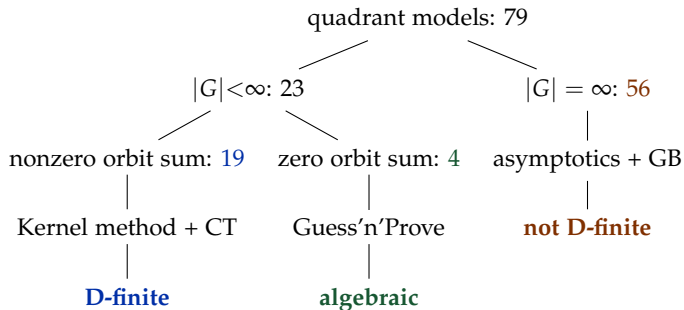 quadrant models: 79
|G|<∞: 23
|G| = ∞: 56
nonzero orbit sum: 19
zero orbit sum: 4
asymptotics + GB
Kernel method + CT
Guess'n'Prove
not D-finite
D-finite
algebraic